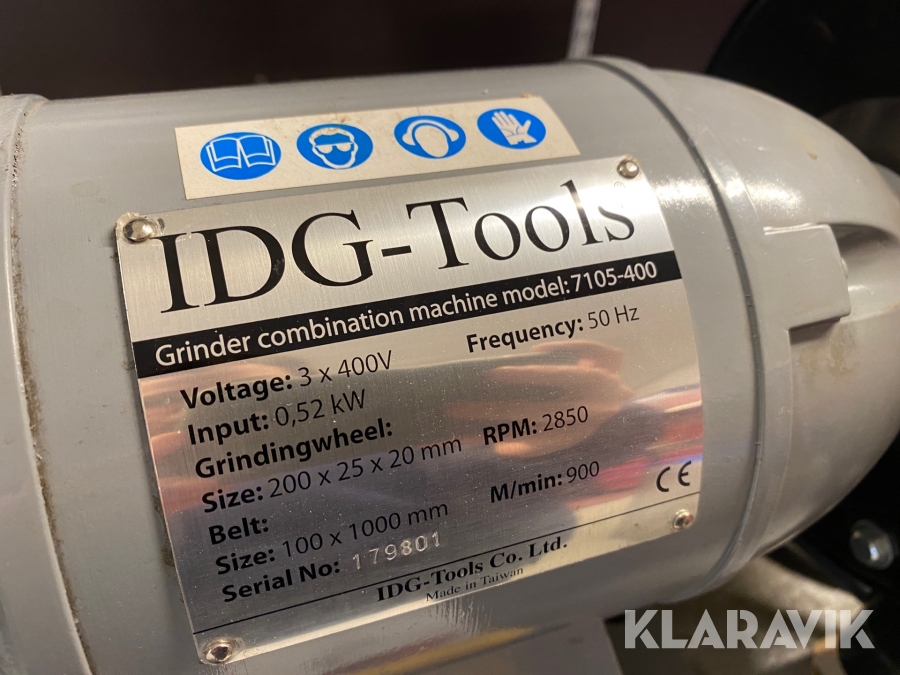 IDG-Tools®
Grinder combination machine model: 7105-400
Voltage: 3 x 400V Frequency: 50 Hz
Input: 0,52 kW
Grindingwheel:
Size: 200 x 25 x 20 mm RPM: 2850
Belt:
Size: 100 x 1000 mm M/min: 900
Serial No: 179801 CE
IDG-Tools Co. Ltd.
Made in Taiwan
KLARAVIK